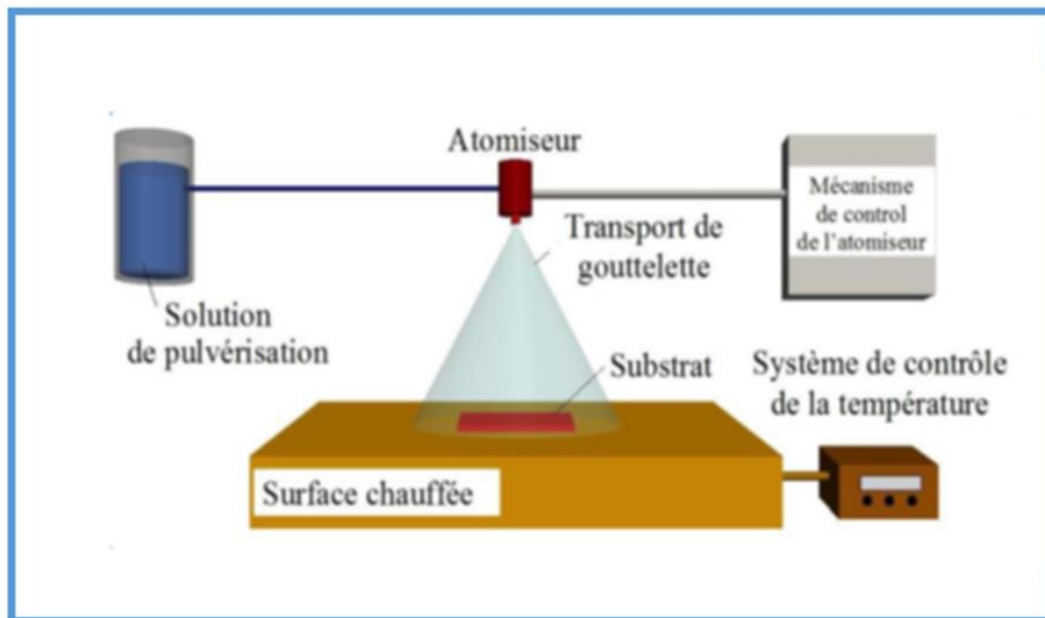 Atomiseur
Mécanisme
de control
de l'atomiseur
Transport de
gouttelette
Solution
de pulvérisation
Substrat
Système de contrôle
de la température
Surface chauffée